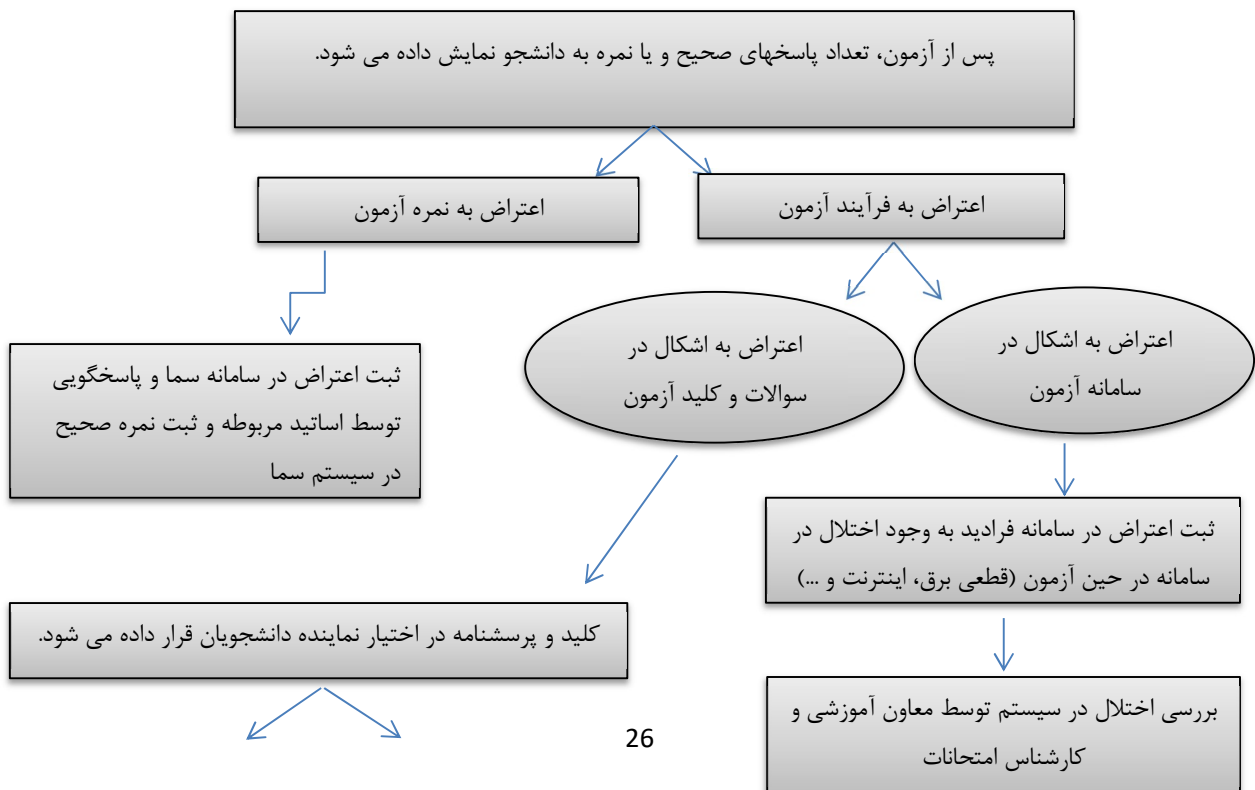 پس از آزمون، تعداد پاسخهای صحیح و یا نمره به دانشجو نمایش داده می شود.
اعتراض به فرآیند آزمون
اعتراض به نمره آزمون
اعتراض به اشکال در
سامانه آزمون
اعتراض به اشکال در
سوالات و کلید آزمون
ثبت اعتراض در سامانه سما و پاسخگویی
توسط اساتید مربوطه و ثبت نمره صحیح
در سیستم سما
ثبت اعتراض در سامانه فرادید به وجود اختلال در
سامانه در حین آزمون (قطعی برق، اینترنت و ...)
کلید و پرسشنامه در اختیار نماینده دانشجویان قرار داده می شود.
بررسی اختلال در سیستم توسط معاون آموزشی و
کارشناس امتحانات
26